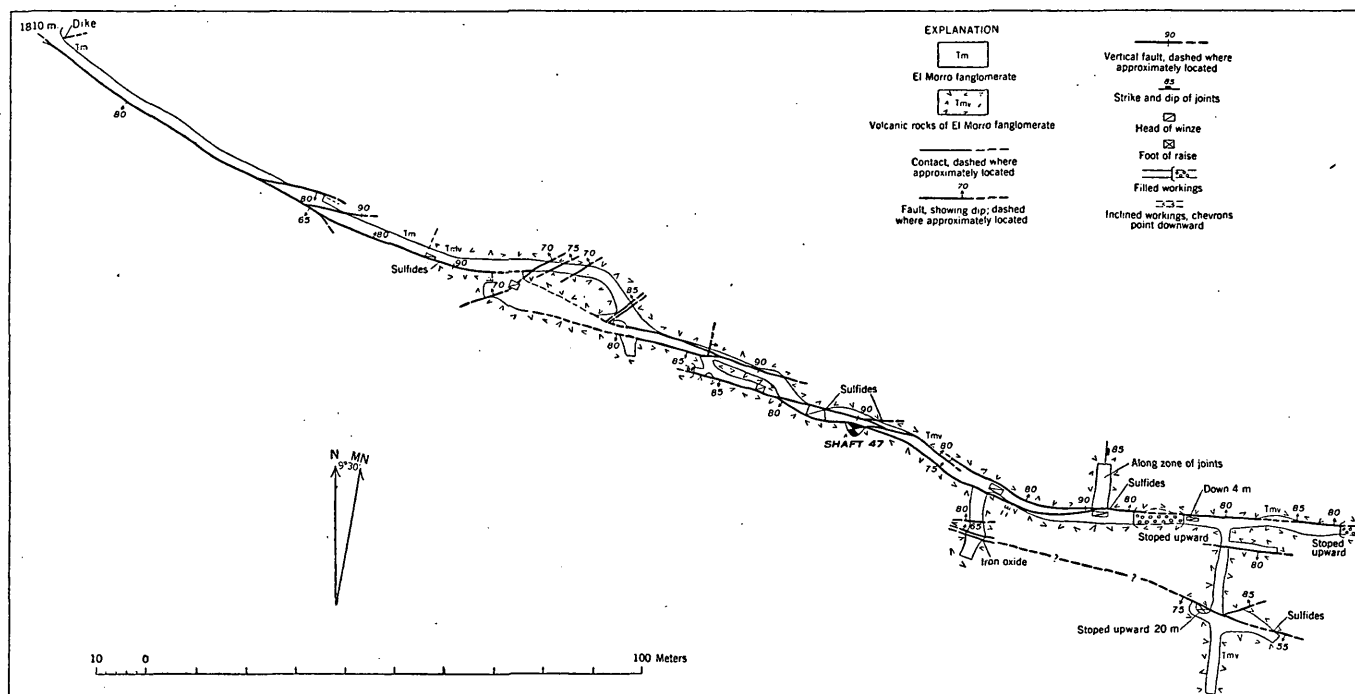 1810 m.
Dike
Tm
80
80
65
90
80
Tm
Tmv
Sulfides
90
70
70
75
70
85
80
85
85
90
80
Sulfides
90
SHAFT 47
Tmv
80
75
80
80
65
Iron oxide
90
85
Along zone of joints
Sulfides
80
Down 4 m
Stoped upward
80
Tmv
85
80
Stoped
upward
80
?
?
75
85
Sulfides
55
Stoped upward 20 m
Tmv
N MN
9°30'
10 0 100 Meters
EXPLANATION
Tm
El Morro fanglomerate
Tmv
Volcanic rocks of El Morro fanglomerate
Contact, dashed where
approximately located
70
Fault, showing dip; dashed
where approximately located
90
Vertical fault, dashed where
approximately located
85
Strike and dip of joints
Head of winze
Foot of raise
Filled workings
Inclined workings, chevrons
point downward